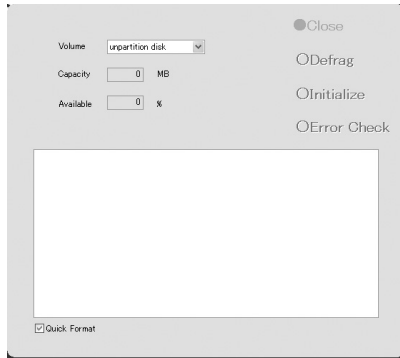 Close
Volume unpartition disk
Defrag
Capacity 0 MB
Initialize
Available 0 %
Error Check
Quick Format